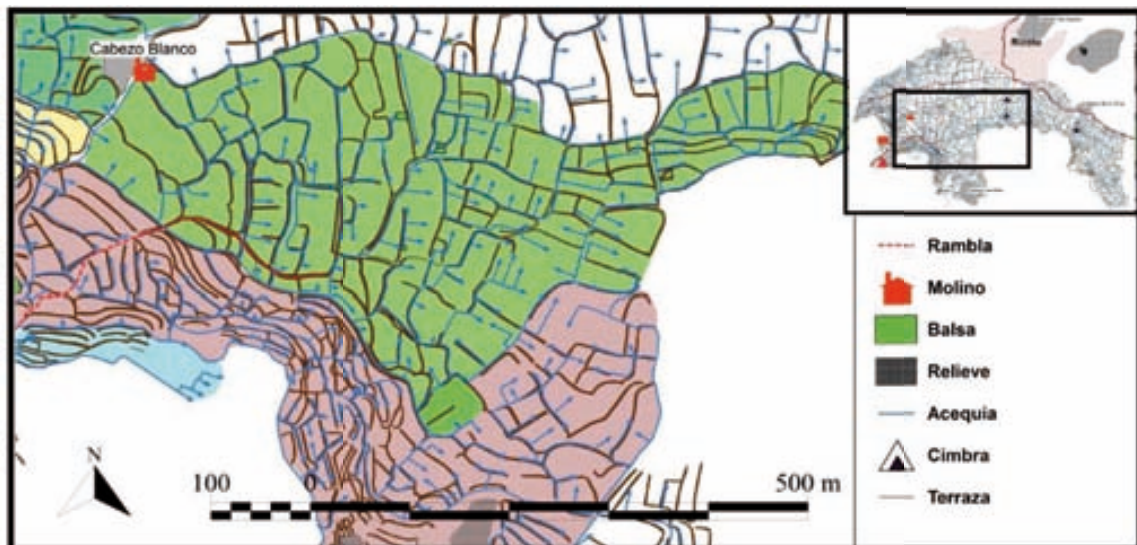 Cabezo Blanco
N
100 0 500 m
Rambla
Molino
Balsa
Relieve
Acequia
Cimbra
Terraza